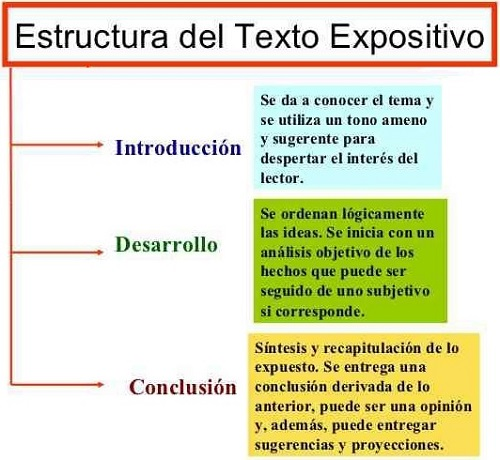 Estructura del Texto Expositivo
Introducción
Se da a conocer el tema y
se utiliza un tono ameno
y sugerente para
despertar el interés del
lector.
Desarrollo
Se ordenan lógicamente
las ideas. Se inicia con un
análisis objetivo de los
hechos que puede ser
seguido de uno subjetivo
si corresponde.
Conclusión
Síntesis y recapitulación de lo
expuesto. Se entrega una
conclusión derivada de lo
anterior, puede ser una opinión
y, además, puede entregar
sugerencias y proyecciones.